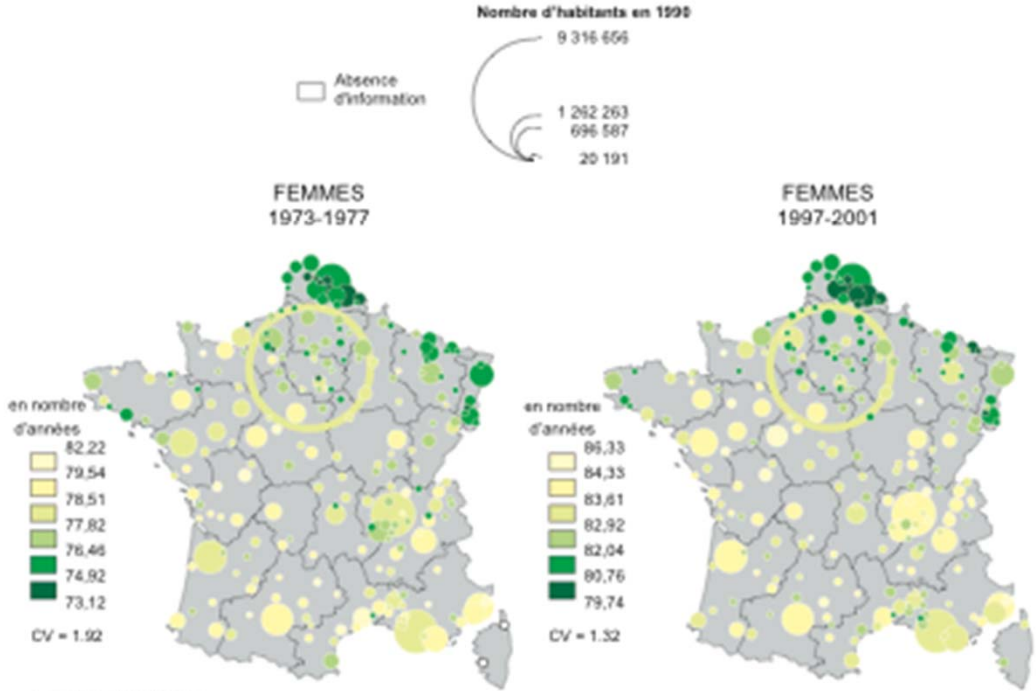 Nombre d'habitants en 1990
9 316 656
Absence
d'information
1 262 263
696 587
20 191
FEMMES
1973-1977
FEMMES
1997-2001
en nombre
d'années
82,22
79,54
78,51
77,82
76,46
74,92
73,12
CV = 1.92
en nombre
d'années
86,33
84,33
83,61
82,92
82,04
80,76
79,74
CV = 1.32